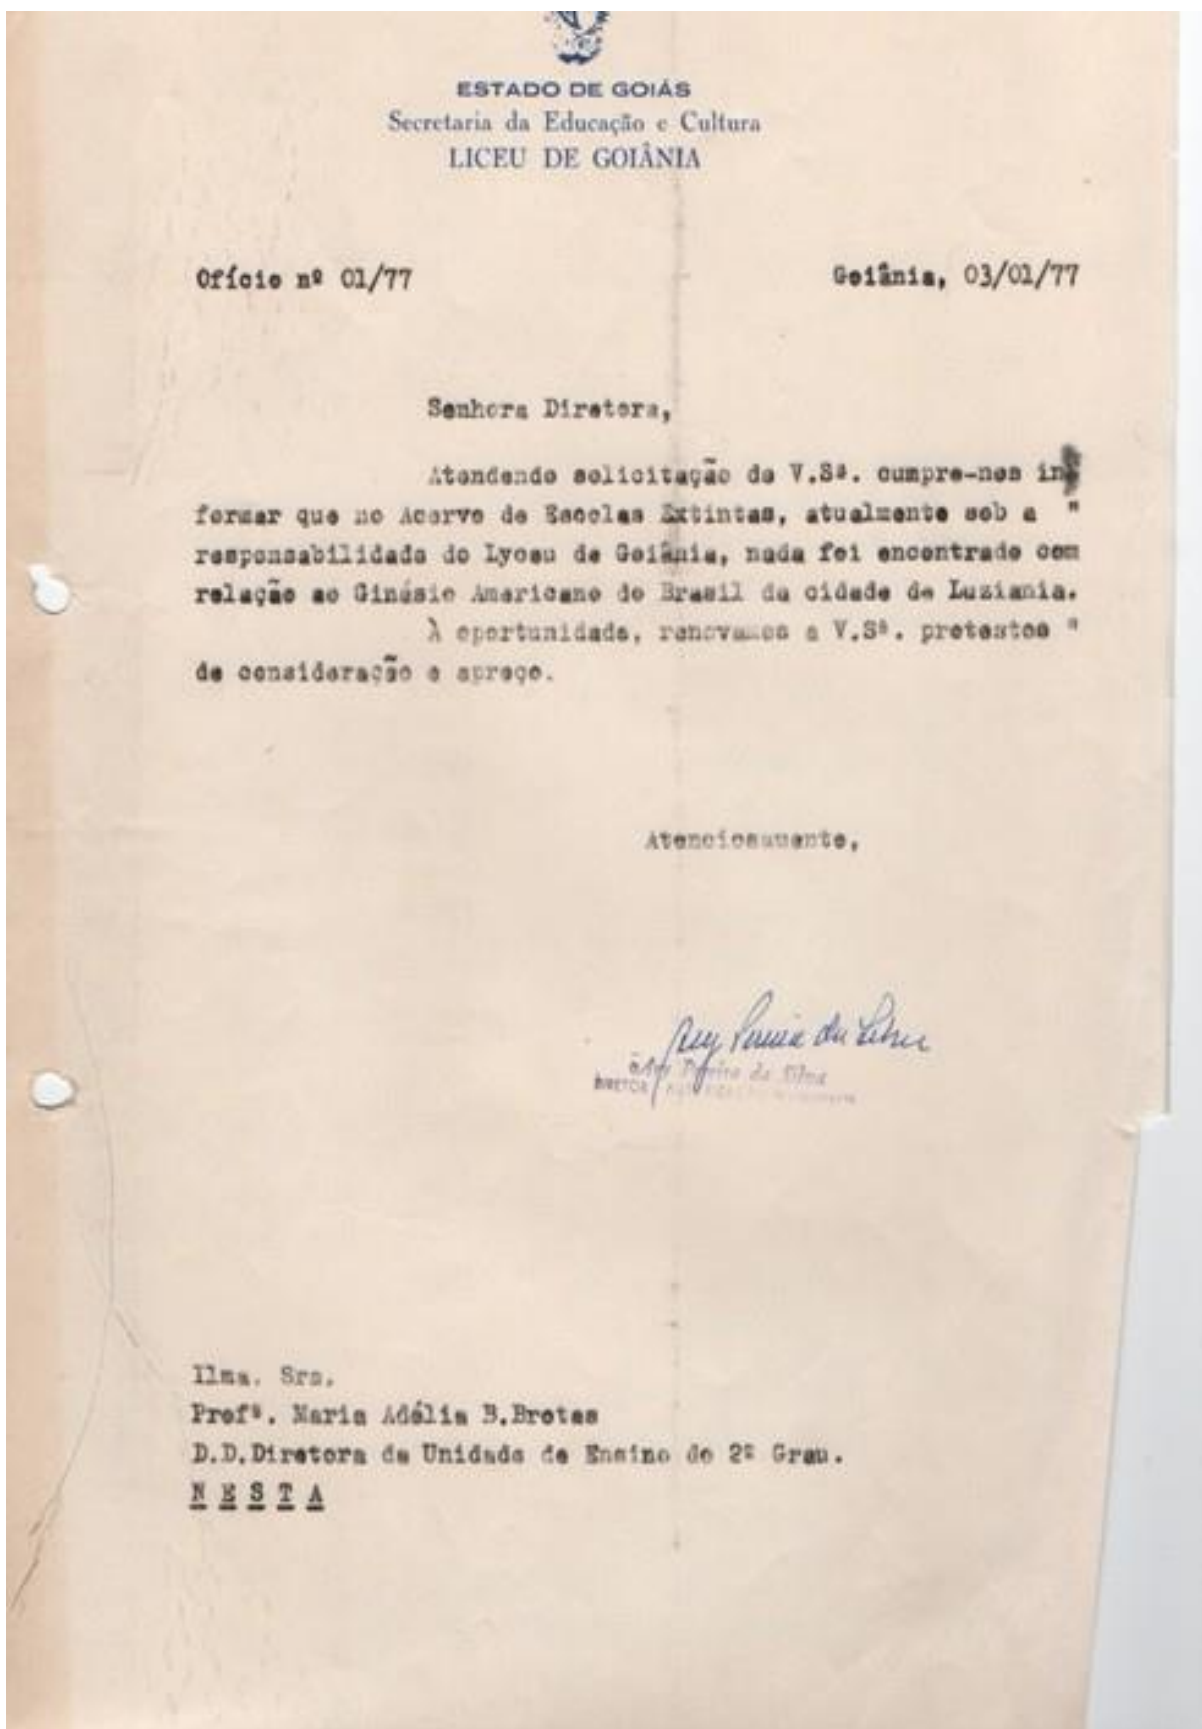 ESTADO DE GOIÁS
Secretaria da Educação e Cultura
LICEU DE GOIÂNIA
Ofício nº 01/77
Goiânia, 03/01/77
Senhora Diretora,
Atendendo solicitação de V.Sª. cumpre-nos in
formar que no Acervo de Escolas Extintas, atualmente sob a "
responsabilidade do Lyceu de Goiânia, nada foi encontrado com
relação ao Ginásio Americano do Brasil da cidade de Luziania.
À oportunidade, renovamos a V.Sª. protestos "
de consideração e apreço.
Atenciosamente,
da Silva
DIRETOR
Ilma. Sra.
Profª. Maria Adélia B.Brotas
D.D.Diretora da Unidade de Ensino de 2º Grau.
N E S T A